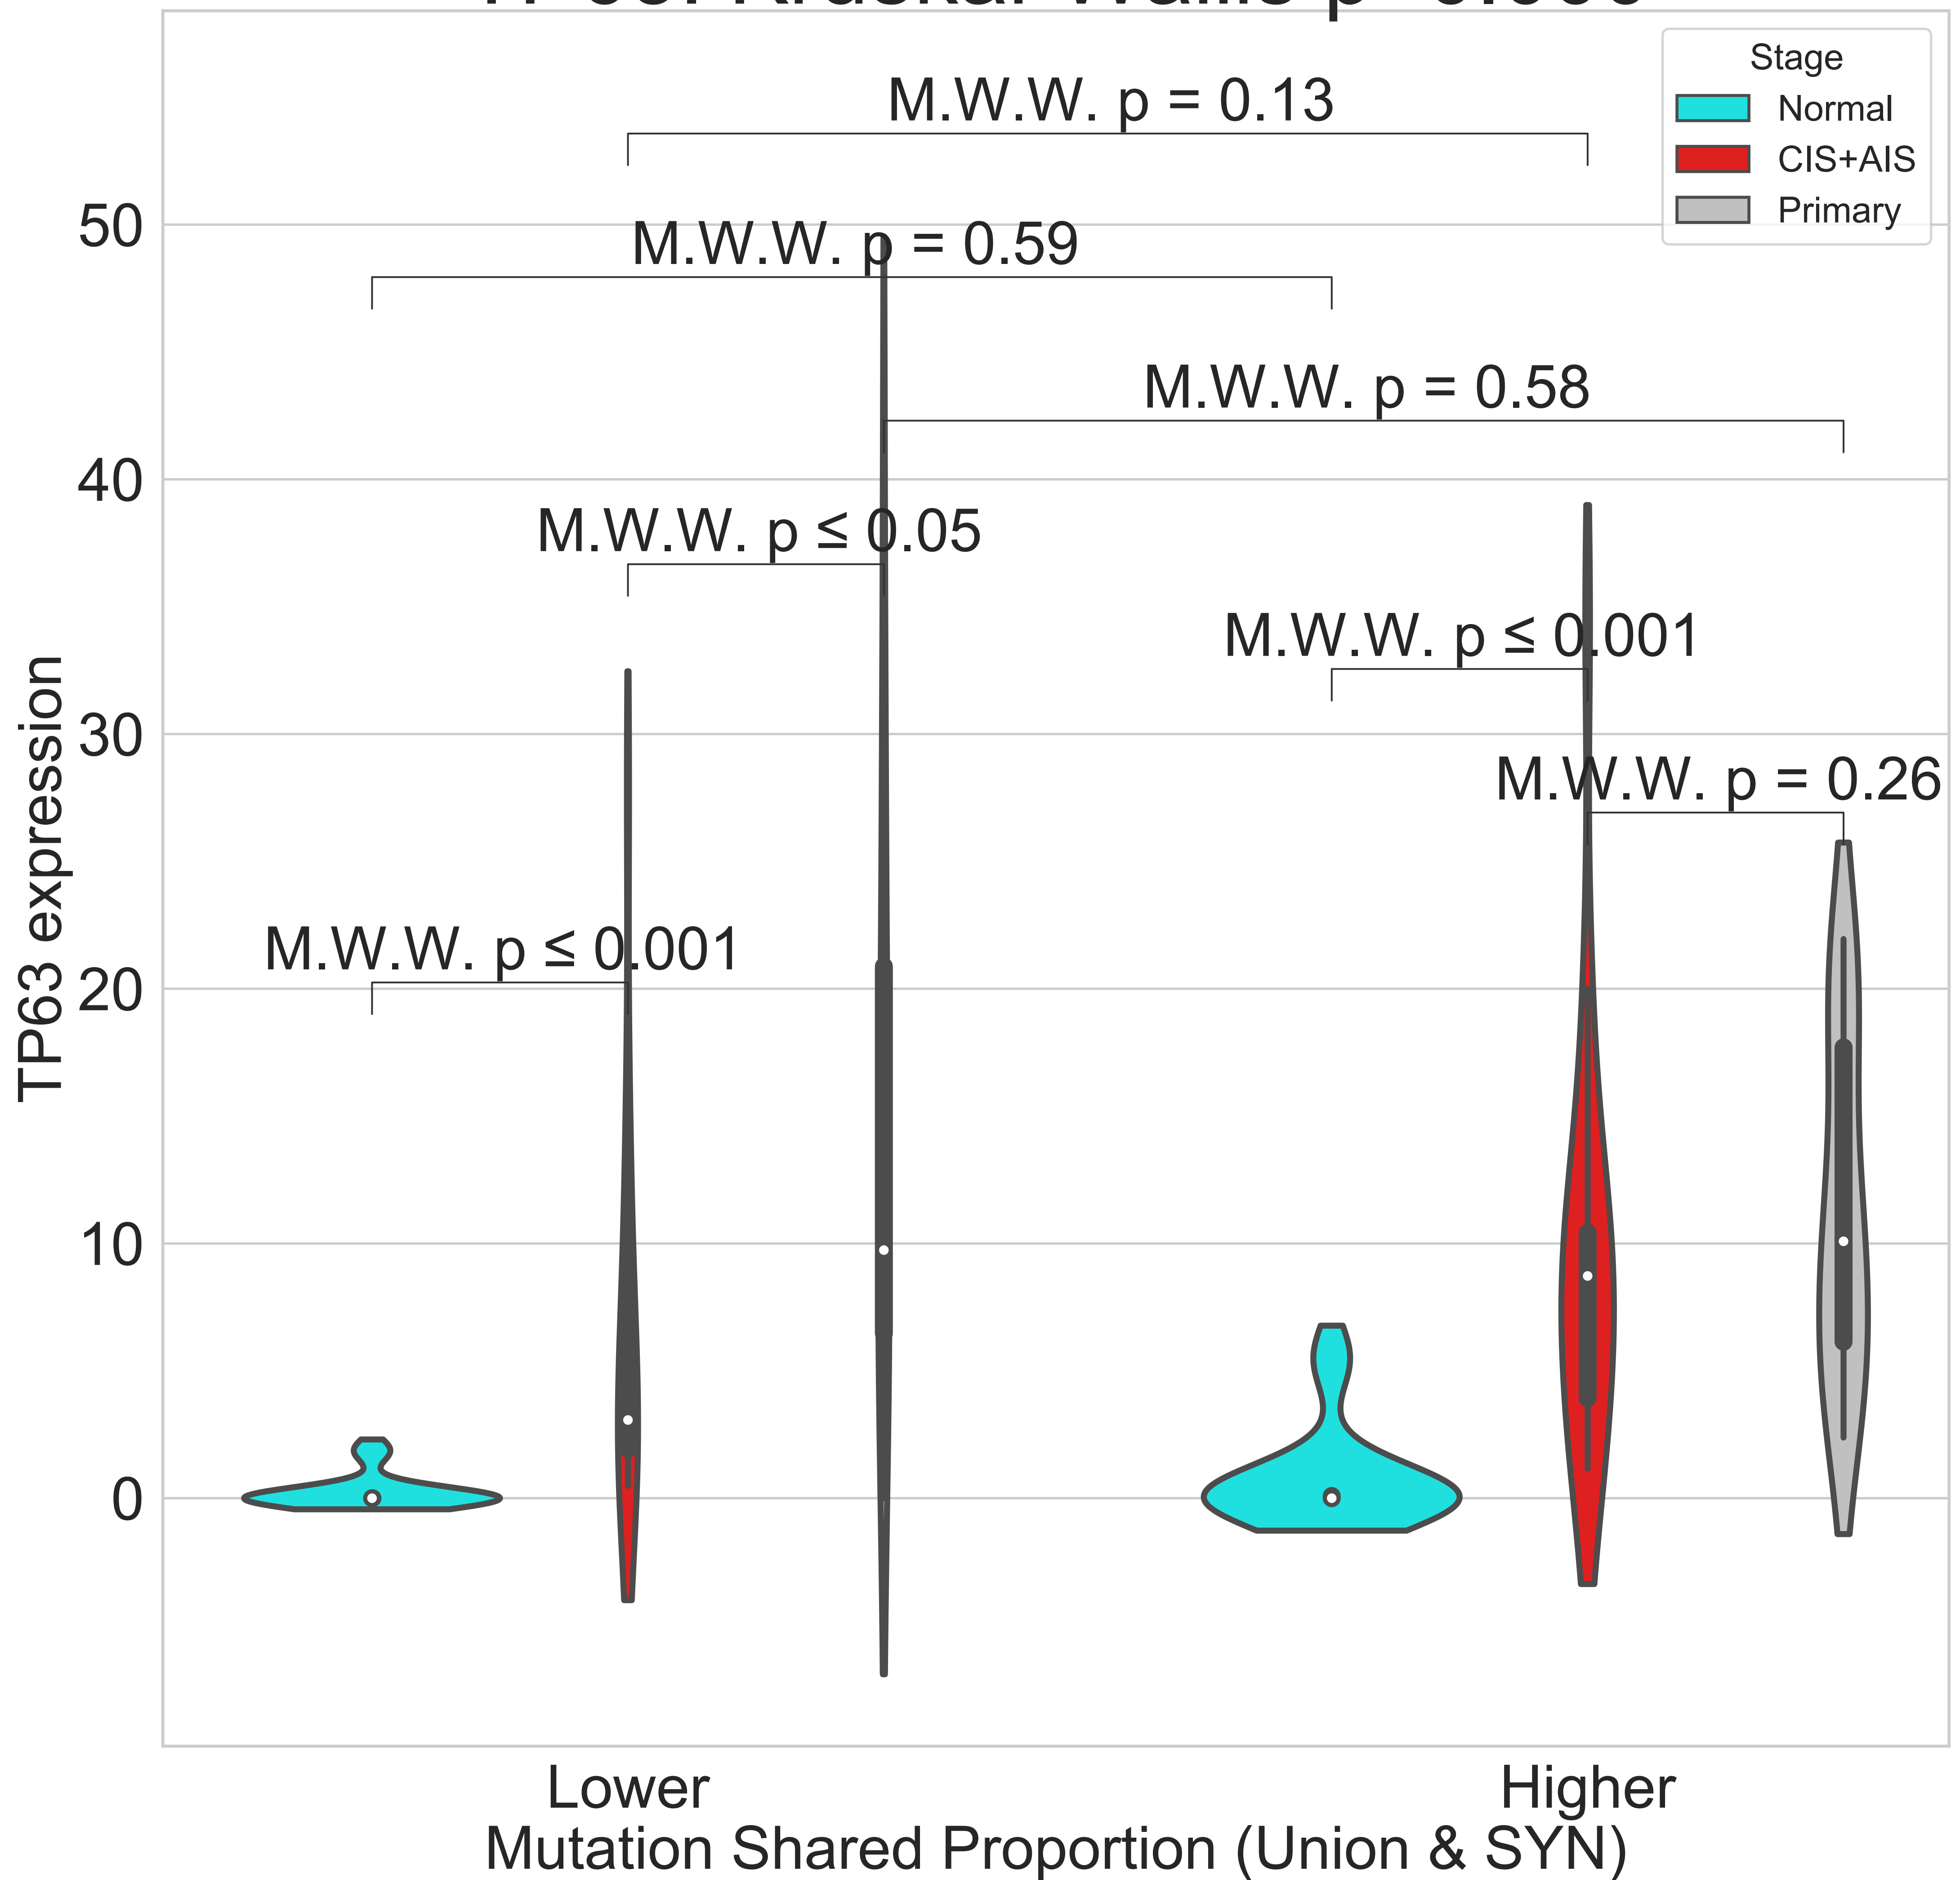 Stage
Normal
CIS+AIS
Primary
M.W.W. p = 0.13
M.W.W. p = 0.59
M.W.W. p = 0.58
M.W.W. p ≤ 0.05
M.W.W. p ≤ 0.001
M.W.W. p = 0.26
M.W.W. p ≤ 0.001
50
40
30
20
10
0
TP63 expression
Lower
Higher
Mutation Shared Proportion (Union & SYN)